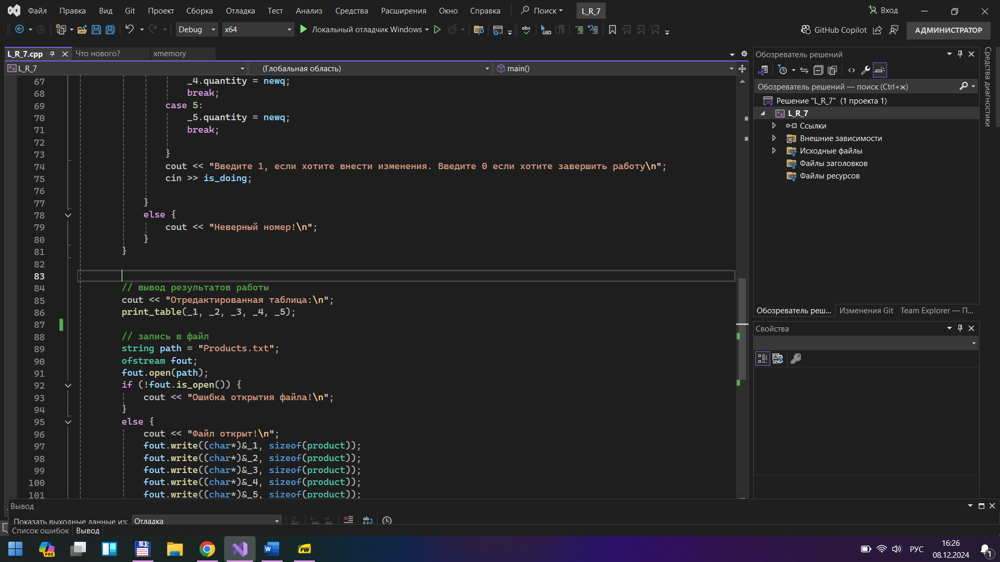 Файл Правка Вид Git Проект Сборка Отладка Тест Анализ Средства Расширения Окно Справка Поиск L_R_7 Вход
Debug x64 Локальный отладчик Windows abc GitHub Copilot АДМИНИСТРАТОР
L_R_7.cpp Что нового? xmemory
L_R_7 (Глобальная область) main()
67 _4.quantity = newq;
68 break;
69 case 5:
70 _5.quantity = newq;
71 break;
72
73 }
74 cout << "Введите 1, если хотите внести изменения. Введите 0 если хотите завершить работу\n";
75 cin >> is_doing;
76
77 }
78 else {
79 cout << "Неверный номер!\n";
80 }
81 }
82
83
84 // вывод результатов работы
85 cout << "Отредактированная таблица:\n";
86 print_table(_1, _2, _3, _4, _5);
87
88 // запись в файл
89 string path = "Products.txt";
90 ofstream fout;
91 fout.open(path);
92 if (!fout.is_open()) {
93 cout << "Ошибка открытия файла!\n";
94 }
95 else {
96 cout << "Файл открыт!\n";
97 fout.write((char*)&_1, sizeof(product));
98 fout.write((char*)&_2, sizeof(product));
99 fout.write((char*)&_3, sizeof(product));
100 fout.write((char*)&_4, sizeof(product));
101 fout.write((char*)&_5, sizeof(product));
Обозреватель решений
Обозреватель решений — поиск (Ctrl+ж)
Решение "L_R_7" (1 проекта 1)
L_R_7
Ссылки
Внешние зависимости
Исходные файлы
Файлы заголовков
Файлы ресурсов
Обозреватель реш... Изменения Git Team Explorer — П...
Свойства
Средства диагностики
Вывод
Показать выходные данные из: Отладка
Список ошибок Вывод
PRE
PDF
РУС
16:26
08.12.2024
1